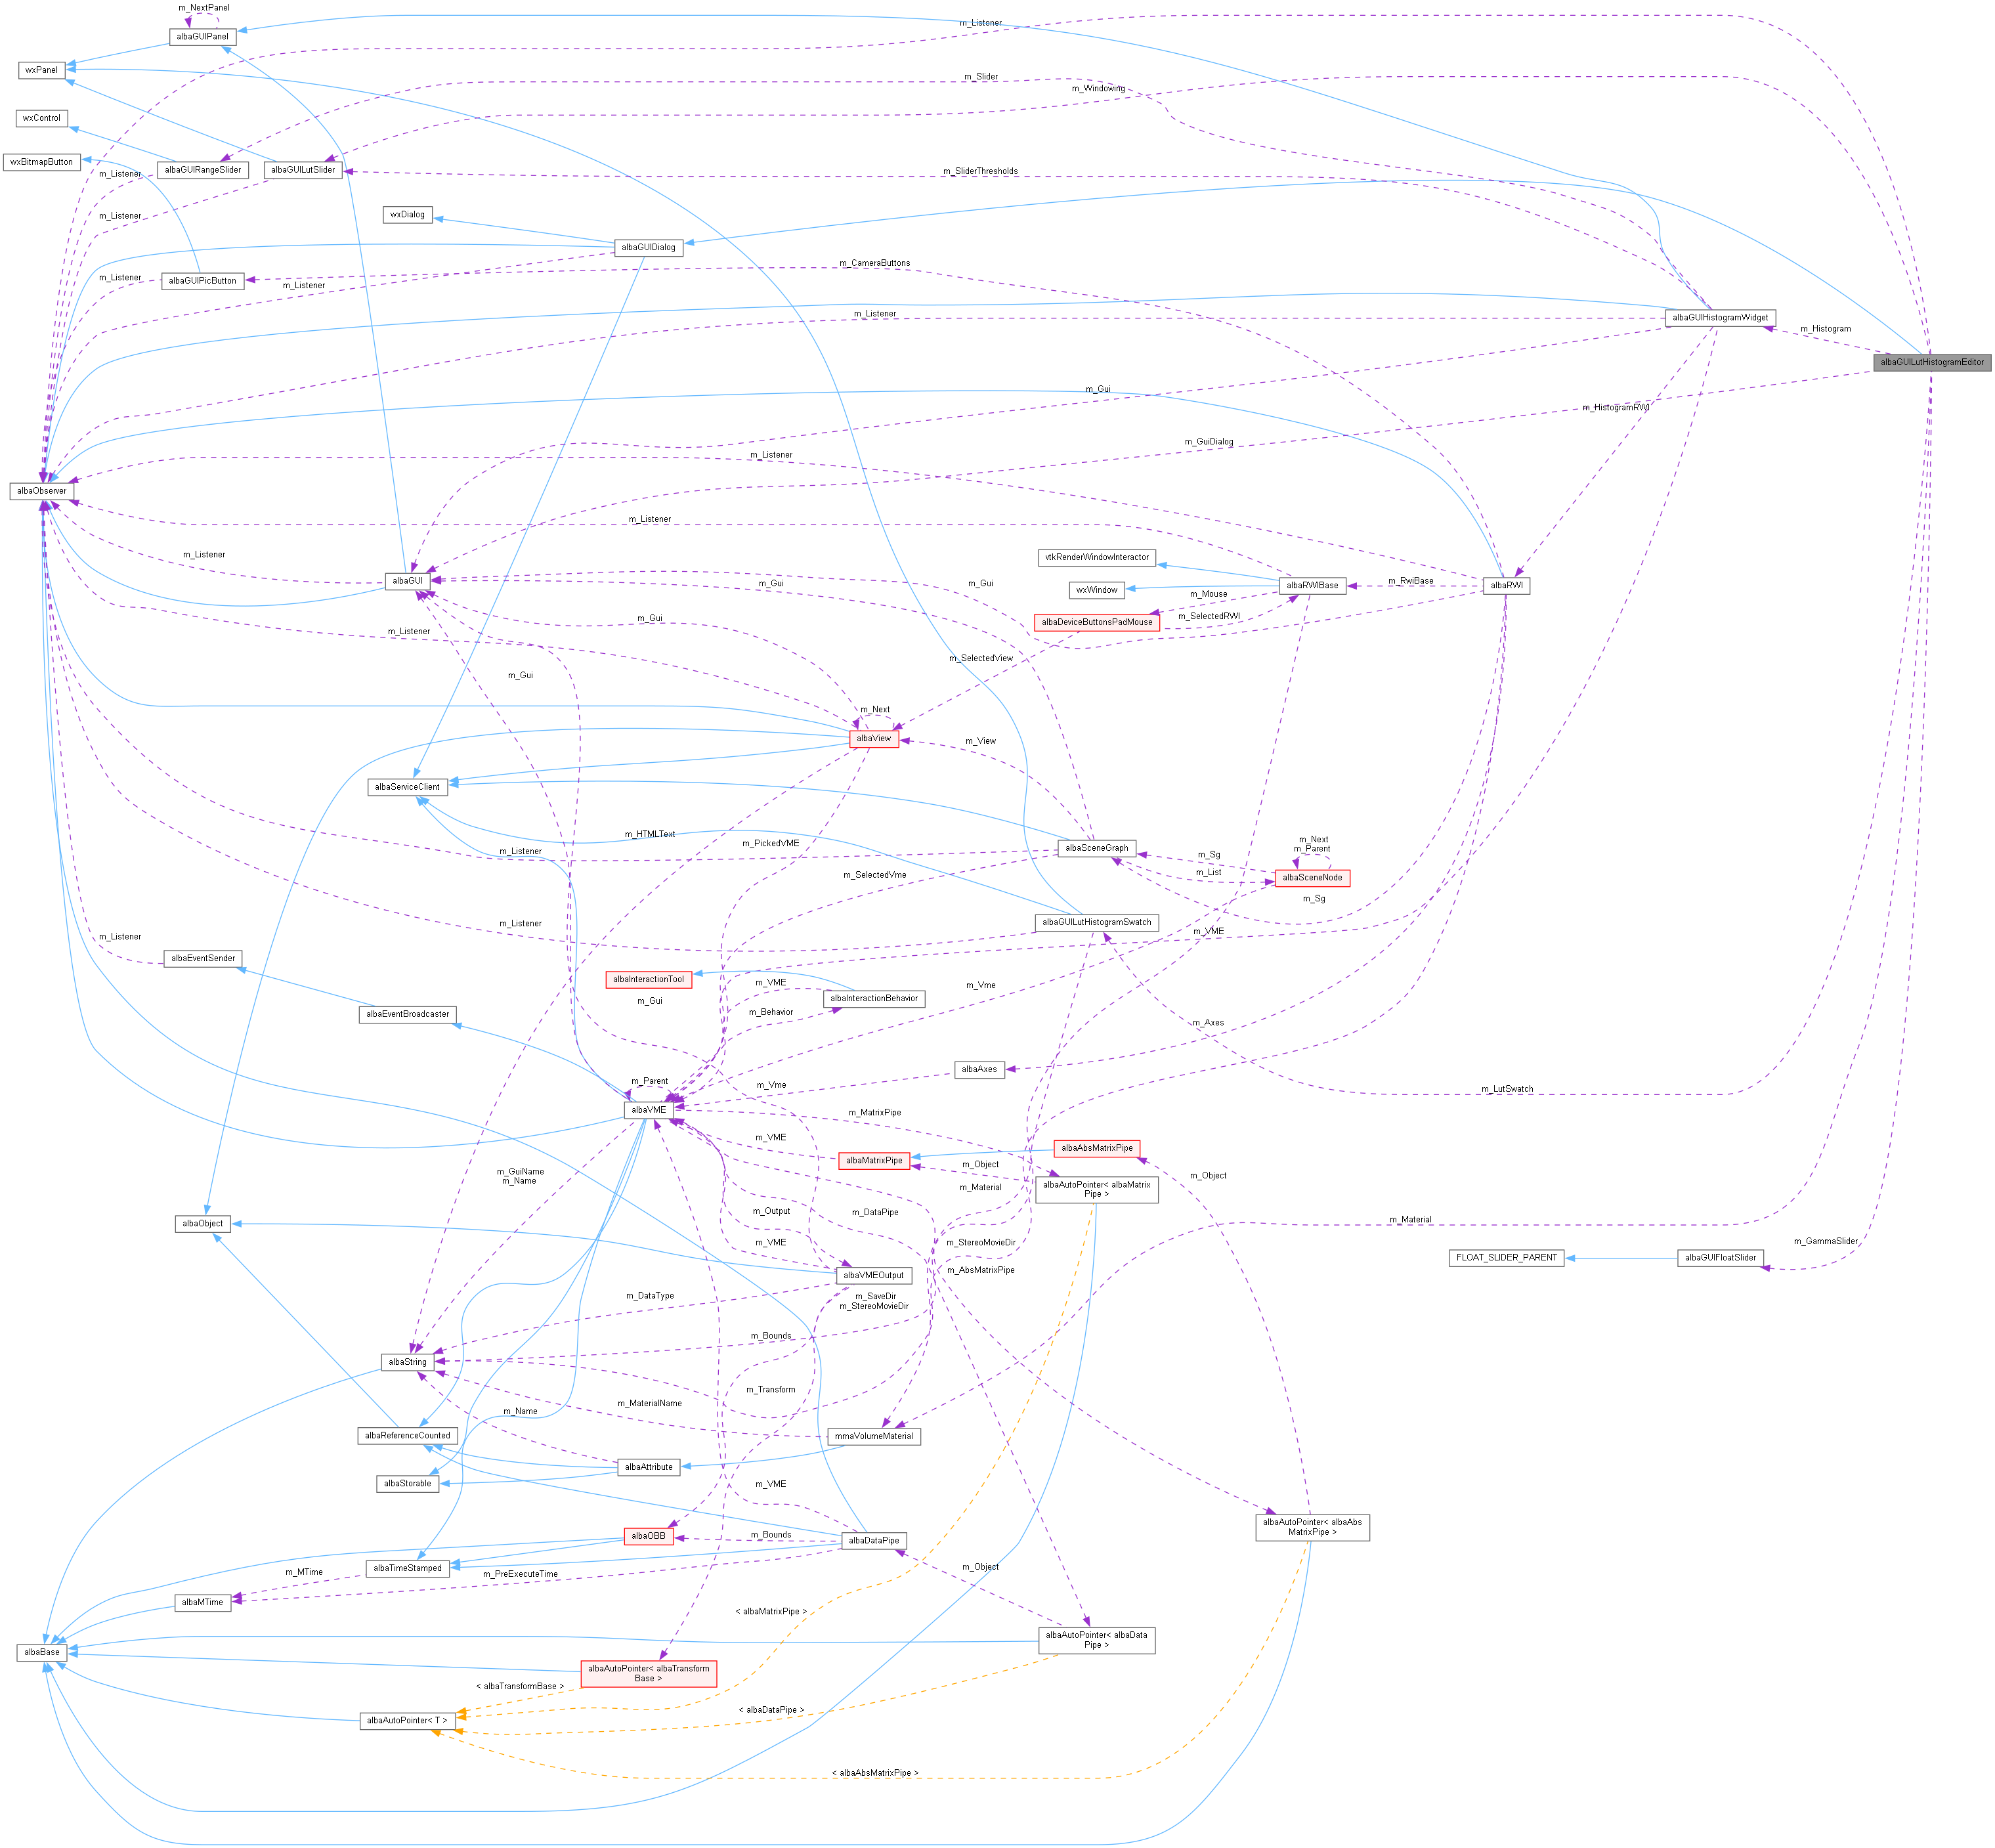 m_NextPanel
m_Listener
albaGUIPanel
wxPanel
m_Slider
m_Windowing
wxControl
wxBitmapButton
albaGUIRangeSlider
albaGUILutSlider
m_Listener
m_SliderThresholds
m_Listener
wxDialog
albaGUIDialog
m_CameraButtons
albaGUIPicButton
m_Listener
m_Listener
m_Listener
albaGUIHistogramWidget
m_Histogram
albaGUILutHistogramEditor
m_Gui
m_HistogramRWI
m_GuiDialog
m_Listener
albaObserver
m_Listener
m_Listener
albaGUI
m_Gui
m_Gui
vtkRenderWindowInteractor
wxWindow
albaRWIBase
m_RwiBase
albaRWI
m_Mouse
albaDeviceButtonsPadMouse
m_SelectedRWI
m_Gui
m_Listener
m_SelectedView
m_Gui
m_Next
albaView
m_View
albaServiceClient
m_HTMLText
m_PickedVME
m_Listener
albaSceneGraph
m_Sg
m_Next
m_Parent
m_List
albaSceneNode
m_SelectedVme
m_Sg
m_Listener
albaGUILutHistogramSwatch
m_VME
m_Listener
albaEventSender
albaInteractionTool
m_VME
m_Vme
albaInteractionBehavior
m_Gui
albaEventBroadcaster
m_Behavior
m_Axes
albaAxes
m_Parent
m_Vme
m_LutSwatch
albaVME
m_MatrixPipe
m_VME
albaMatrixPipe
albaAbsMatrixPipe
m_Object
m_GuiName
m_Name
m_Object
albaAutoPointer< albaMatrix
Pipe >
m_Material
albaObject
m_Output
m_DataPipe
m_Material
m_VME
m_StereoMovieDir
m_GammaSlider
albaVMEOutput
m_AbsMatrixPipe
FLOAT_SLIDER_PARENT
albaGUIFloatSlider
m_DataType
m_SaveDir
m_StereoMovieDir
m_Bounds
albaString
m_Transform
m_MaterialName
m_Name
albaReferenceCounted
mmaVolumeMaterial
albaAttribute
albaStorable
m_VME
albaOBB
m_Bounds
albaDataPipe
albaAutoPointer< albaAbs
MatrixPipe >
albaTimeStamped
m_MTime
m_PreExecuteTime
m_Object
albaMTime
< albaMatrixPipe >
albaBase
albaAutoPointer< albaData
Pipe >
albaAutoPointer< albaTransform
Base >
< albaTransformBase >
albaAutoPointer< T >
< albaDataPipe >
< albaAbsMatrixPipe >